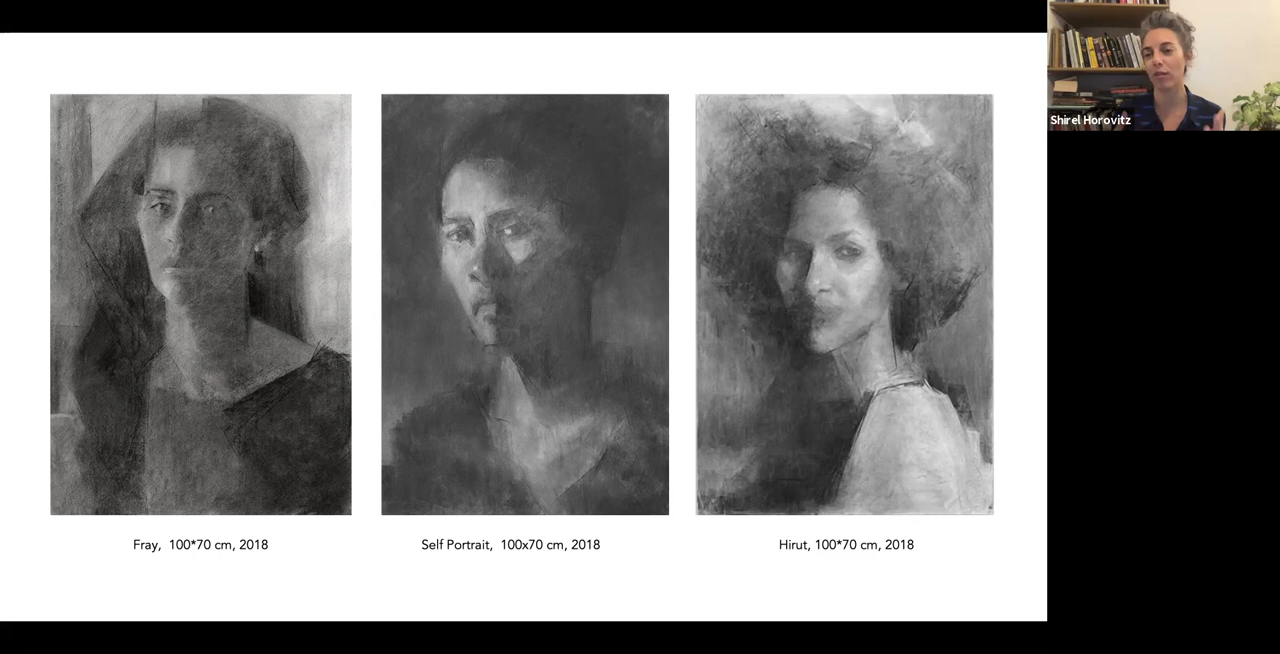 Shirel Horovitz
Fray,  100*70 cm, 2018
Self Portrait,  100x70 cm, 2018
Hirut, 100*70 cm, 2018